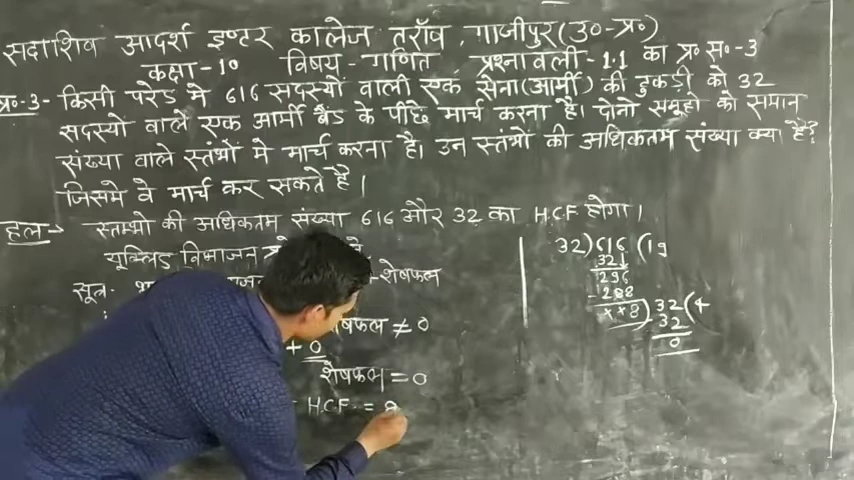 सदाशिव आदर्श इण्टर कालेज तराँव, गाजीपुर (उ०-प्र०)
कक्षा-10 विषय-गणित प्रश्नावली-1.1 का प्र० स०-3
प्र०-3- किसी परेड मे 616 सदस्यों वाली एक सेना(आर्मी) की टुकड़ी को 32
सदस्यो वाले एक आर्मी बैंड के पीछे मार्च करना है। दोनो समूहो को समान
संख्या वाले स्तंभों मे मार्च करना है। उन स्तंभों की अधिकतम संख्या क्या है?
जिसमे वे मार्च कर सकते है।
हल→ स्तम्भो की अधिकतम संख्या 616 और 32 का H.C.F होगा।
यूक्लिड विभाजन
सूत्र-
-शेषफल
शेषफल ≠ 0
+ 0
शेषफल = 0
H.C.F. = 8
32)616(19
32↓
296
-288
××8)32(4
32
0